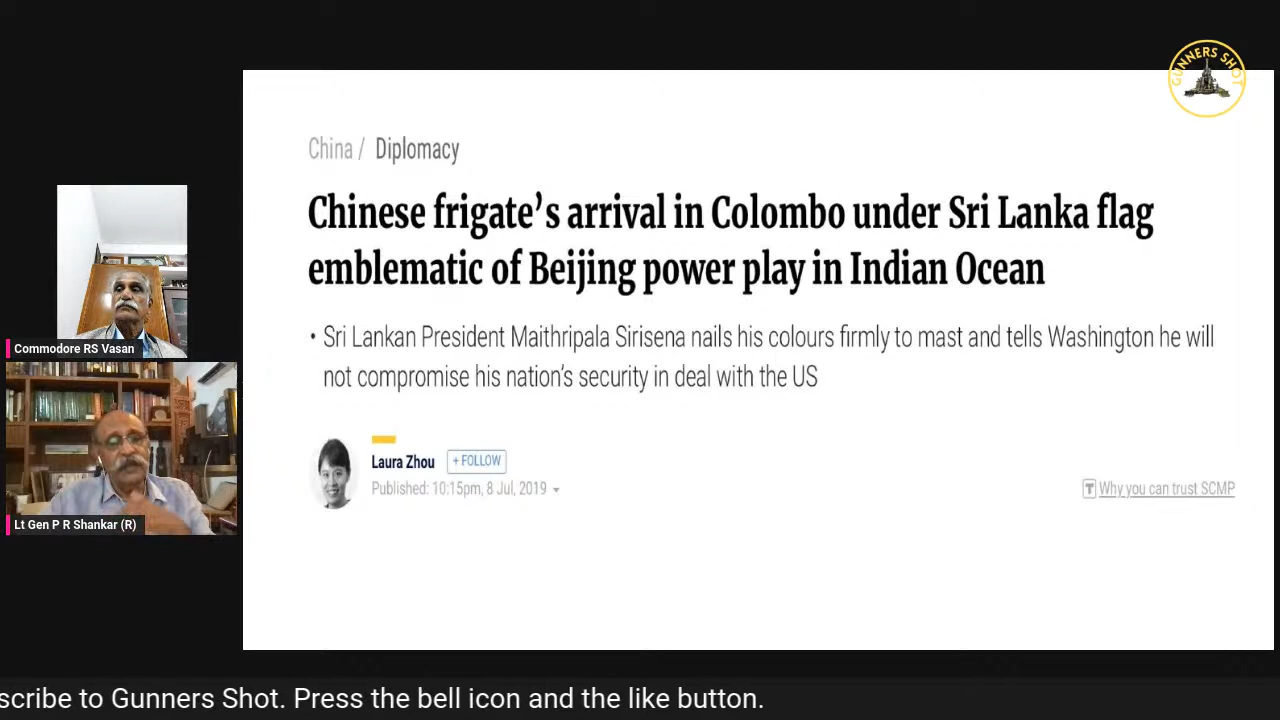 GUNNERS SHOT
China / Diplomacy
Chinese frigate’s arrival in Colombo under Sri Lanka flag
emblematic of Beijing power play in Indian Ocean
• Sri Lankan President Maithripala Sirisena nails his colours firmly to mast and tells Washington he will
not compromise his nation’s security in deal with the US
Laura Zhou + FOLLOW
Published: 10:15pm, 8 Jul, 2019
T Why you can trust SCMP
Commodore RS Vasan
Lt Gen P R Shankar (R)
scribe to Gunners Shot. Press the bell icon and the like button.